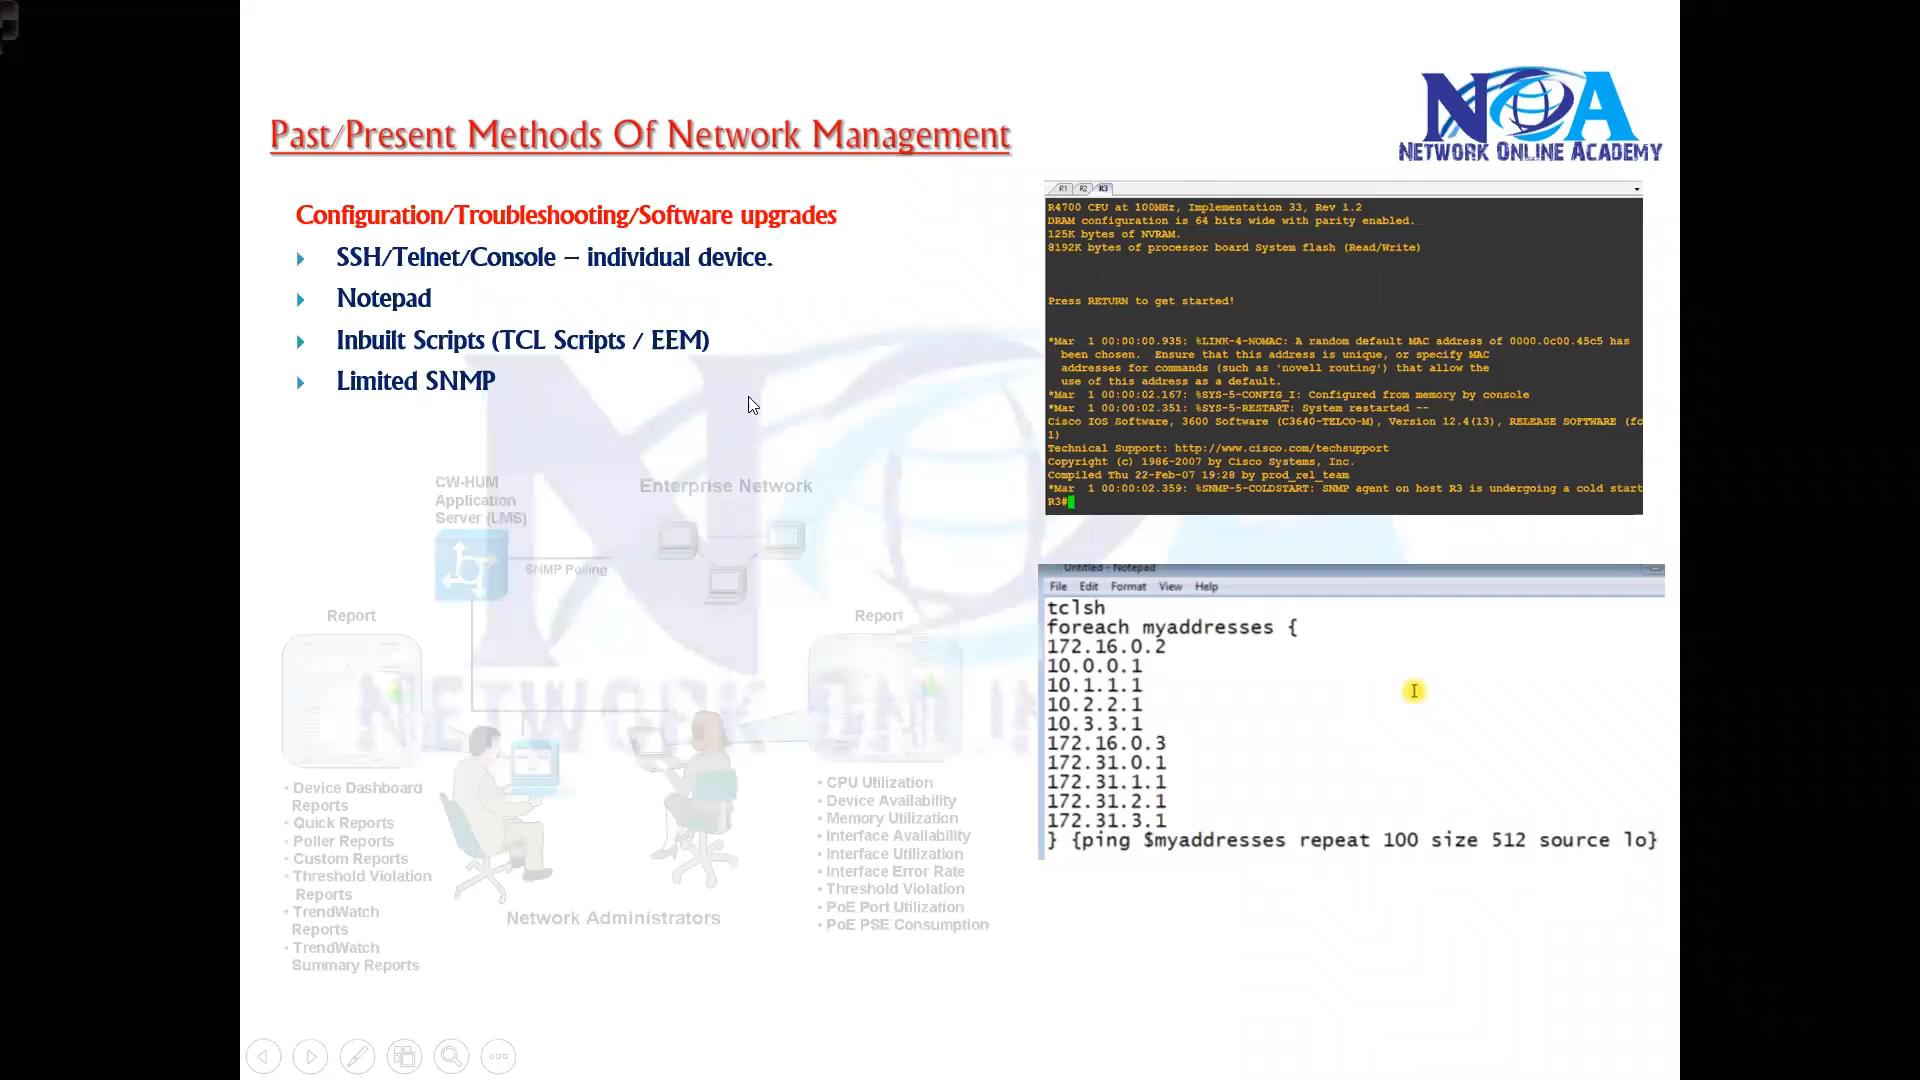 Past/Present Methods Of Network Management
NOA
NETWORK ONLINE ACADEMY
Configuration/Troubleshooting/Software upgrades
SSH/Telnet/Console – individual device.
Notepad
Inbuilt Scripts (TCL Scripts / EEM)
Limited SNMP
R1 R2 R3
R4700 CPU at 100MHz, Implementation 33, Rev 1.2
DRAM configuration is 64 bits wide with parity enabled.
125K bytes of NVRAM.
8192K bytes of processor board System flash (Read/Write)
Press RETURN to get started!
*Mar 1 00:00:00.935: %LINK-4-NOMAC: A random default MAC address of 0000.0c00.45c5 has
been chosen. Ensure that this address is unique, or specify MAC
addresses for commands (such as 'novell routing') that allow the
use of this address as a default.
*Mar 1 00:00:02.167: %SYS-5-CONFIG_I: Configured from memory by console
*Mar 1 00:00:02.351: %SYS-5-RESTART: System restarted --
Cisco IOS Software, 3600 Software (C3640-TELCO-M), Version 12.4(13), RELEASE SOFTWARE (fc
1)
Technical Support: http://www.cisco.com/techsupport
Copyright (c) 1986-2007 by Cisco Systems, Inc.
Compiled Thu 22-Feb-07 19:28 by prod_rel_team
*Mar 1 00:00:02.359: %SNMP-5-COLDSTART: SNMP agent on host R3 is undergoing a cold start
R3#
CW-HUM
Application
Server (LMS)
Enterprise Network
SNMP Polling
Report
Report
NETWORK ONLIN
• Device Dashboard
Reports
• Quick Reports
• Poller Reports
• Custom Reports
• Threshold Violation
Reports
• TrendWatch
Reports
• TrendWatch
Summary Reports
Network Administrators
• CPU Utilization
• Device Availability
• Memory Utilization
• Interface Availability
• Interface Utilization
• Interface Error Rate
• Threshold Violation
• PoE Port Utilization
• PoE PSE Consumption
Untitled - Notepad
File Edit Format View Help
tclsh
foreach myaddresses {
172.16.0.2
10.0.0.1
10.1.1.1
10.2.2.1
10.3.3.1
172.16.0.3
172.31.0.1
172.31.1.1
172.31.2.1
172.31.3.1
} {ping $myaddresses repeat 100 size 512 source lo}